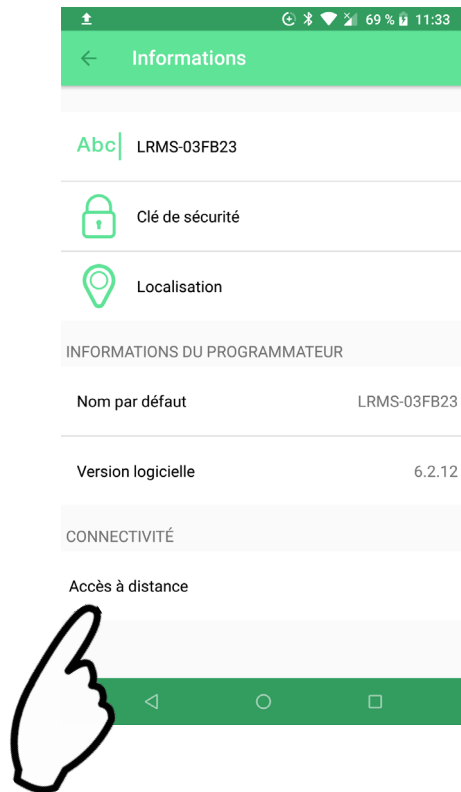 69 % 11:33
Informations
Abc LRMS-03FB23
Clé de sécurité
Localisation
INFORMATIONS DU PROGRAMMATEUR
Nom par défaut LRMS-03FB23
Version logicielle 6.2.12
CONNECTIVITÉ
Accès à distance